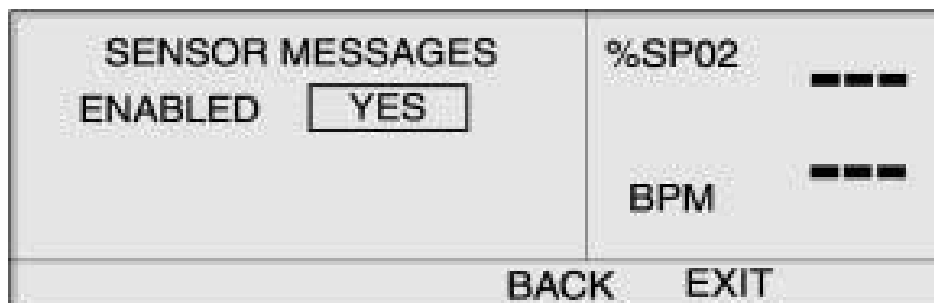 SENSOR MESSAGES
ENABLED YES
%SP02 ---
BPM ---
BACK EXIT